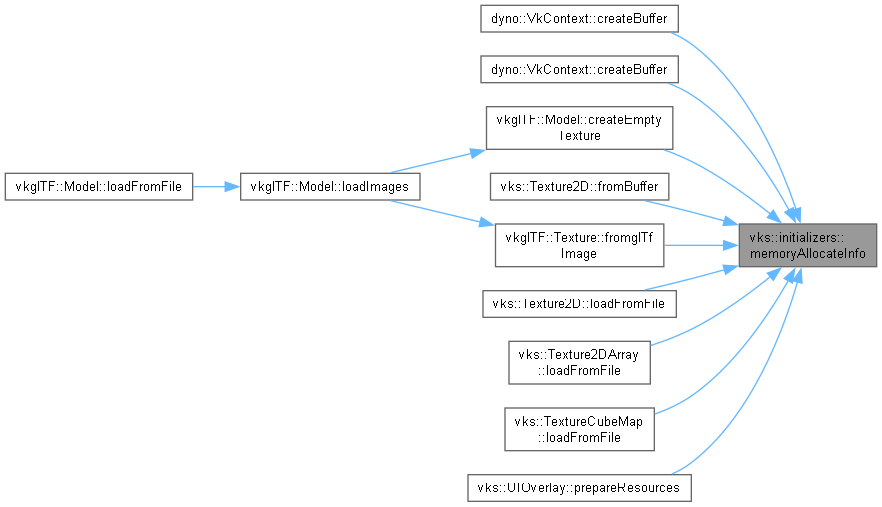 dyno::VkContext::createBuffer
dyno::VkContext::createBuffer
vkglTF::Model::createEmpty
Texture
vkglTF::Model::loadFromFile
vkglTF::Model::loadImages
vks::Texture2D::fromBuffer
vkglTF::Texture::fromglTf
Image
vks::initializers::
memoryAllocateInfo
vks::Texture2D::loadFromFile
vks::Texture2DArray
::loadFromFile
vks::TextureCubeMap
::loadFromFile
vks::UIOverlay::prepareResources